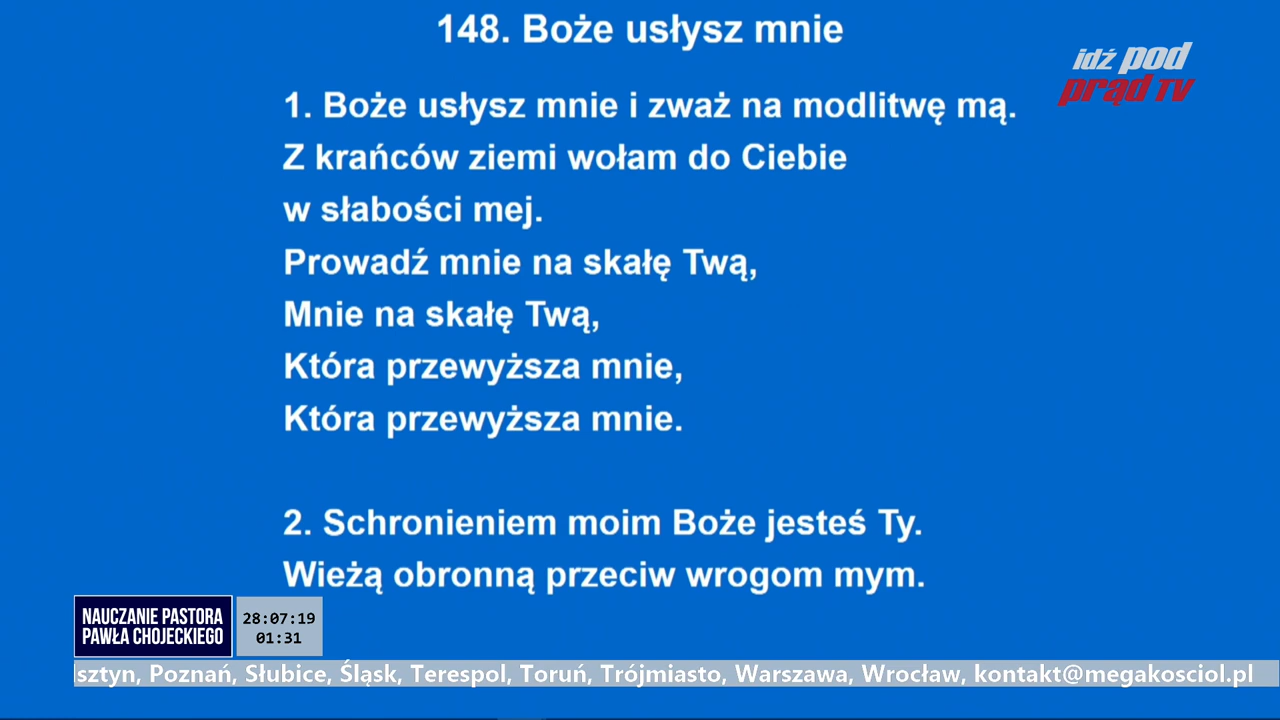 148. Boże usłysz mnie
idź pod
prąd TV
1. Boże usłysz mnie i zważ na modlitwę mą.
Z krańców ziemi wołam do Ciebie
w słabości mej.
Prowadź mnie na skałę Twą,
Mnie na skałę Twą,
Która przewyższa mnie,
Która przewyższa mnie.
2. Schronieniem moim Boże jesteś Ty.
Wieżą obronną przeciw wrogom mym.
NAUCZANIE PASTORA
PAWŁA CHOJECKIEGO
28:07:19
01:31
Poznań, Słubice, Śląsk, Terespol, Toruń, Trójmiasto, Warszawa, Wrocław, kontakt@megakosciol.pl